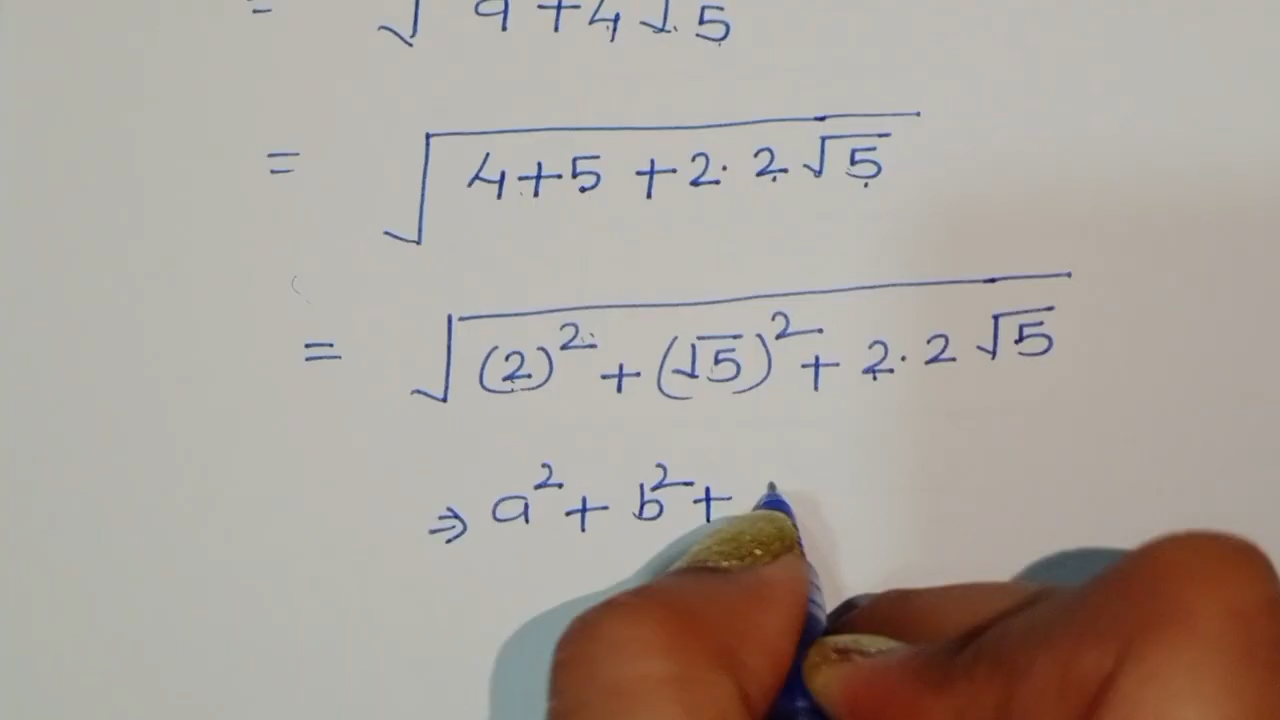 = √9+4√5
= √4+5+2·2√5
= √(2)²+(√5)²+2·2√5
⇒ a²+b²+